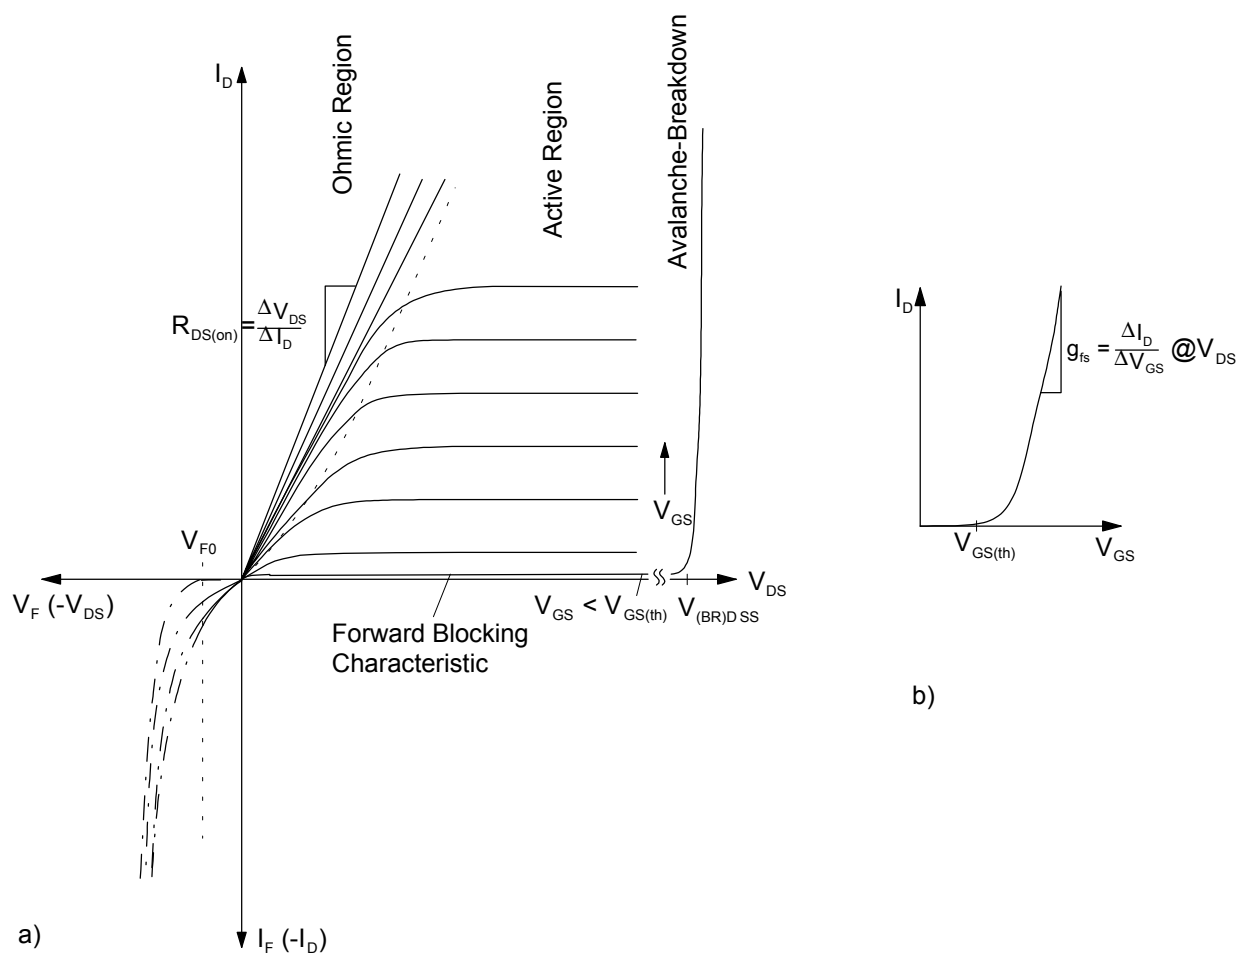 I_D
Ohmic Region
Active Region
Avalanche-Breakdown
R_DS(on) = ΔV_DS / ΔI_D
V_GS
V_F0
V_F (-V_DS)
V_DS
V_GS < V_GS(th)
V_(BR)DSS
Forward Blocking
Characteristic
I_F (-I_D)
a)
I_D
g_fs = ΔI_D / ΔV_GS @V_DS
V_GS(th)
V_GS
b)